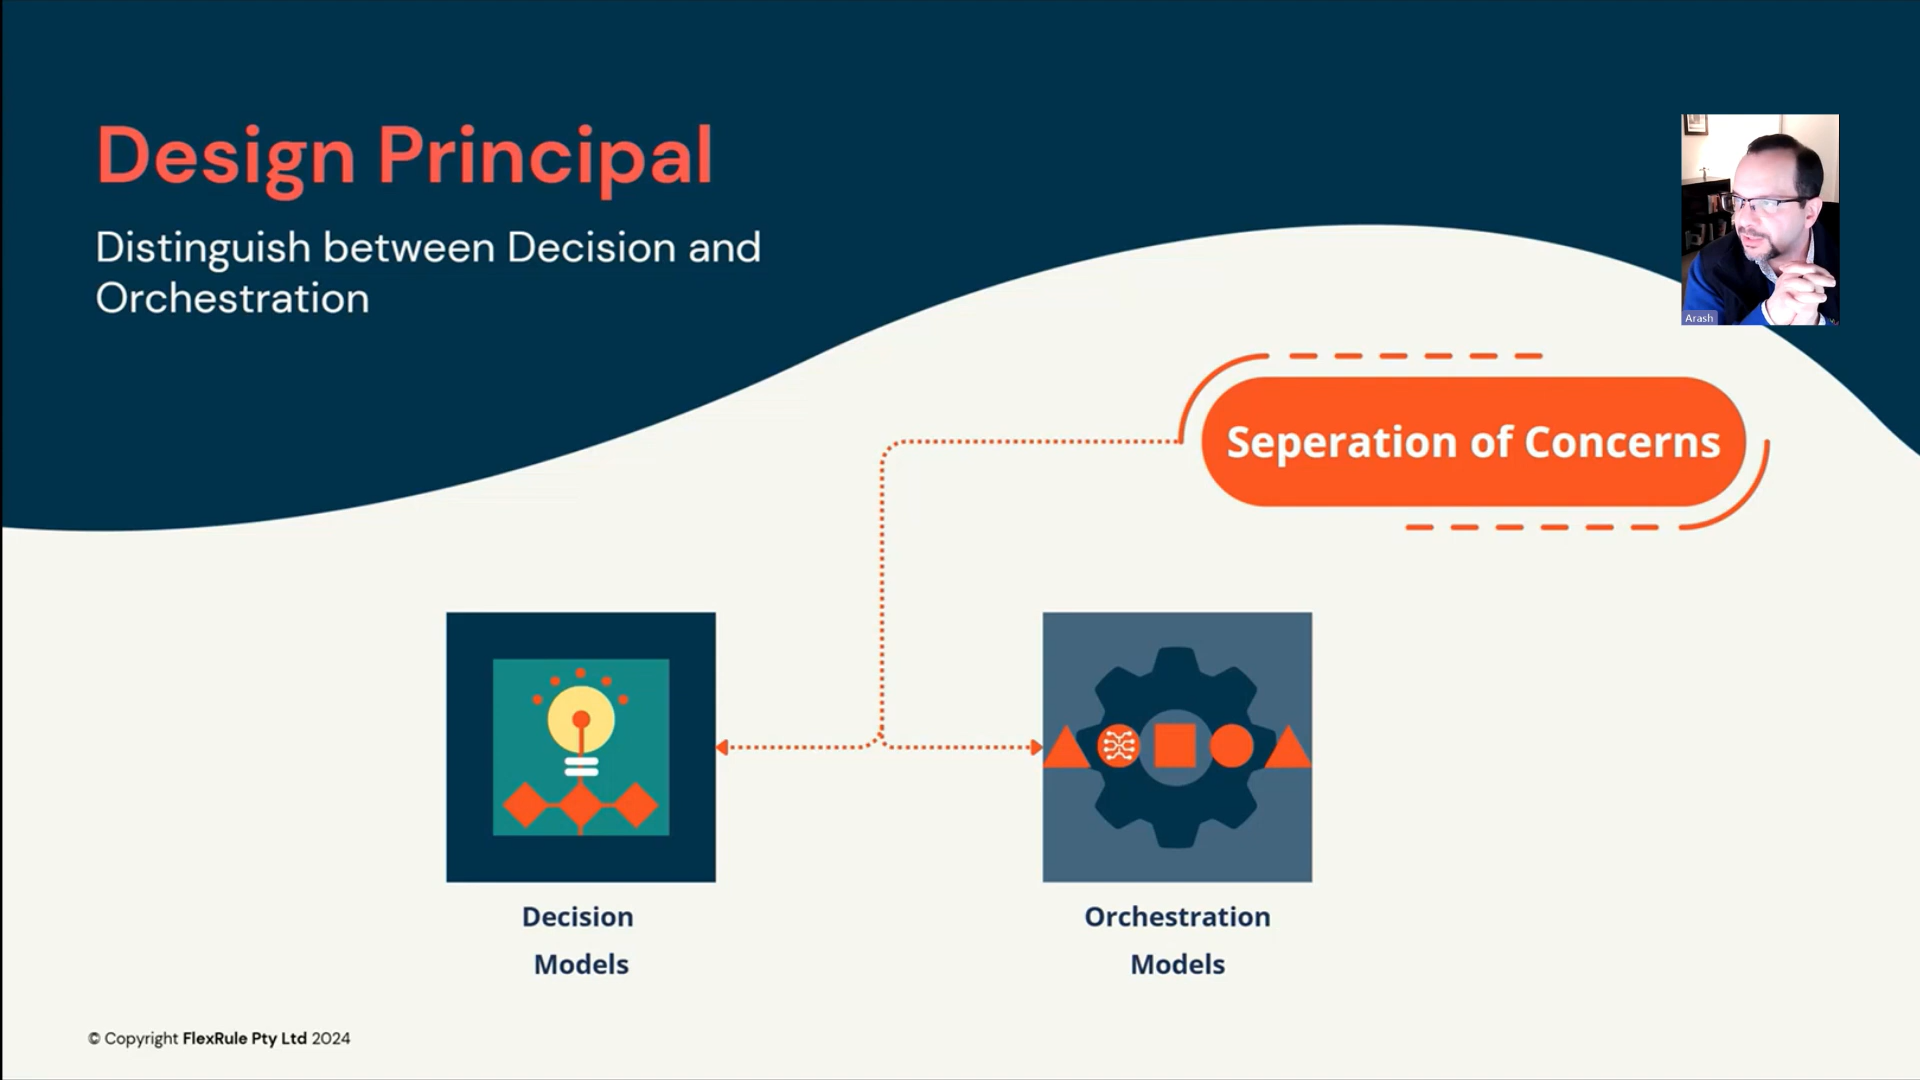 Design Principal
Distinguish between Decision and
Orchestration
Arash
Seperation of Concerns
Decision
Models
Orchestration
Models
© Copyright FlexRule Pty Ltd 2024